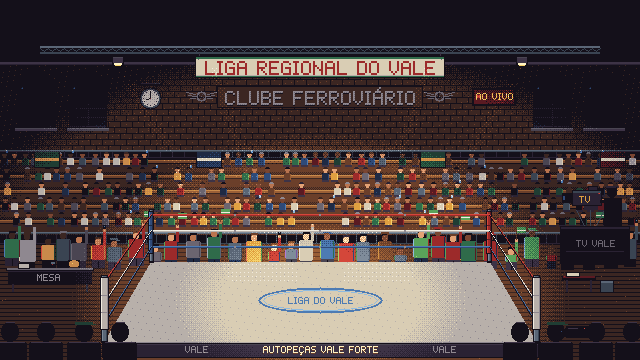 LIGA REGIONAL DO VALE
CLUBE FERROVIÁRIO
AO VIVO
TV
TV VALE
MESA
LIGA DO VALE
VALE
AUTOPEÇAS VALE FORTE
VALE